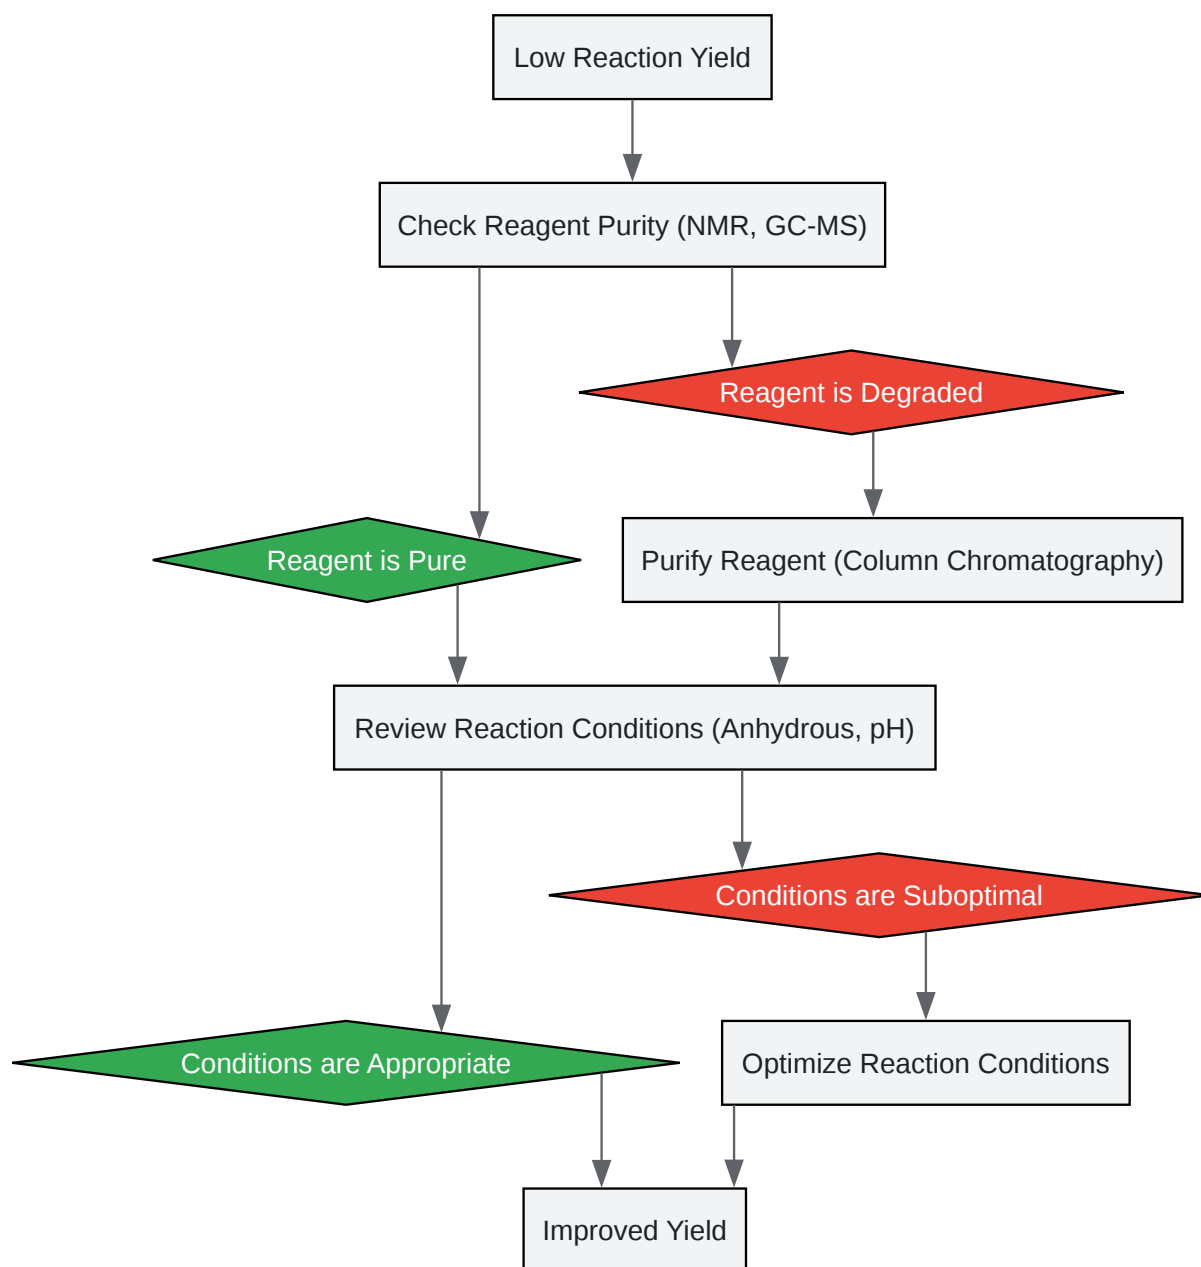 Low Reaction Yield
Check Reagent Purity (NMR, GC-MS)
Reagent is Degraded
Reagent is Pure
Purify Reagent (Column Chromatography)
Review Reaction Conditions (Anhydrous, pH)
Conditions are Suboptimal
Conditions are Appropriate
Optimize Reaction Conditions
Improved Yield